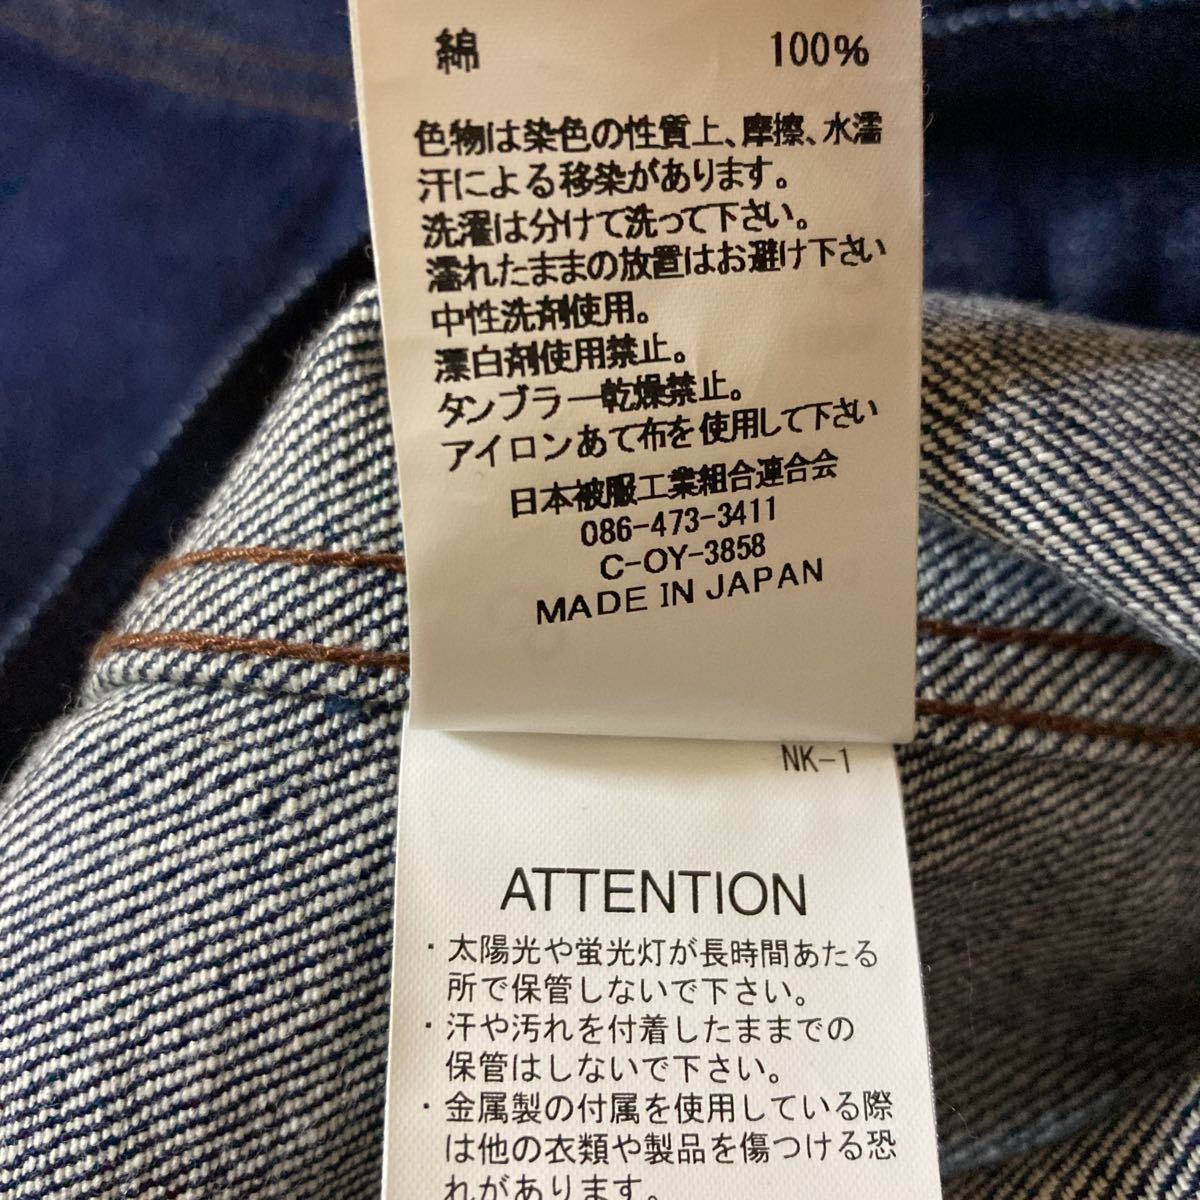 綿 100%
色物は染色の性質上、摩擦、水濡
汗による移染があります。
洗濯は分けて洗って下さい。
濡れたままの放置はお避け下さい
中性洗剤使用。
漂白剤使用禁止。
タンブラー乾燥禁止。
アイロンあて布を使用して下さい
日本被服工業組合連合会
086-473-3411
C-OY-3858
MADE IN JAPAN
NK-1
ATTENTION
・太陽光や蛍光灯が長時間あたる
所で保管しないで下さい。
・汗や汚れを付着したままでの
保管はしないで下さい。
・金属製の付属を使用している際
は他の衣類や製品を傷つける恐
れがあります。